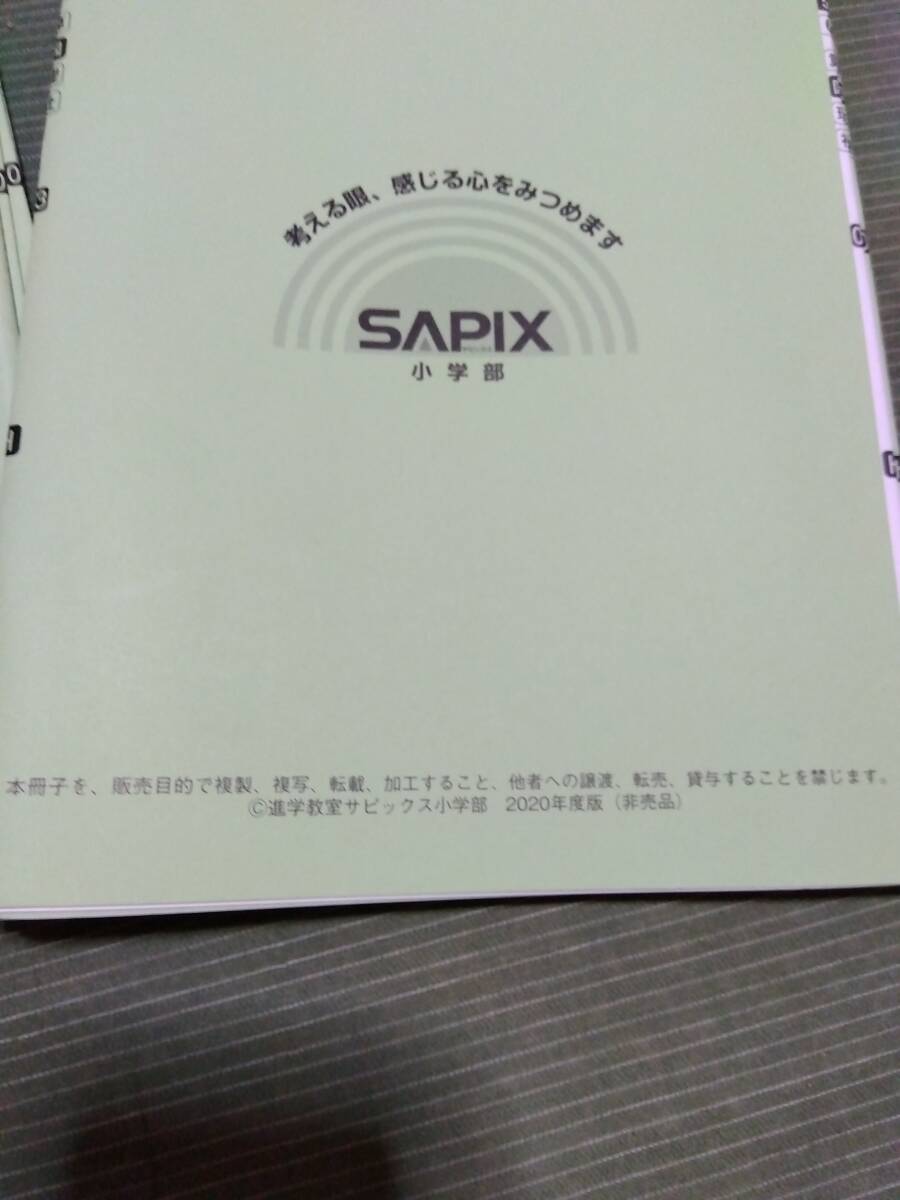 考える眼、感じる心をみつめます
SAPIX
小学部
本冊子を、販売目的で複製、複写、転載、加工すること、他者への譲渡、転売、貸与することを禁じます。
©進学教室サピックス小学部 2020年度版（非売品）